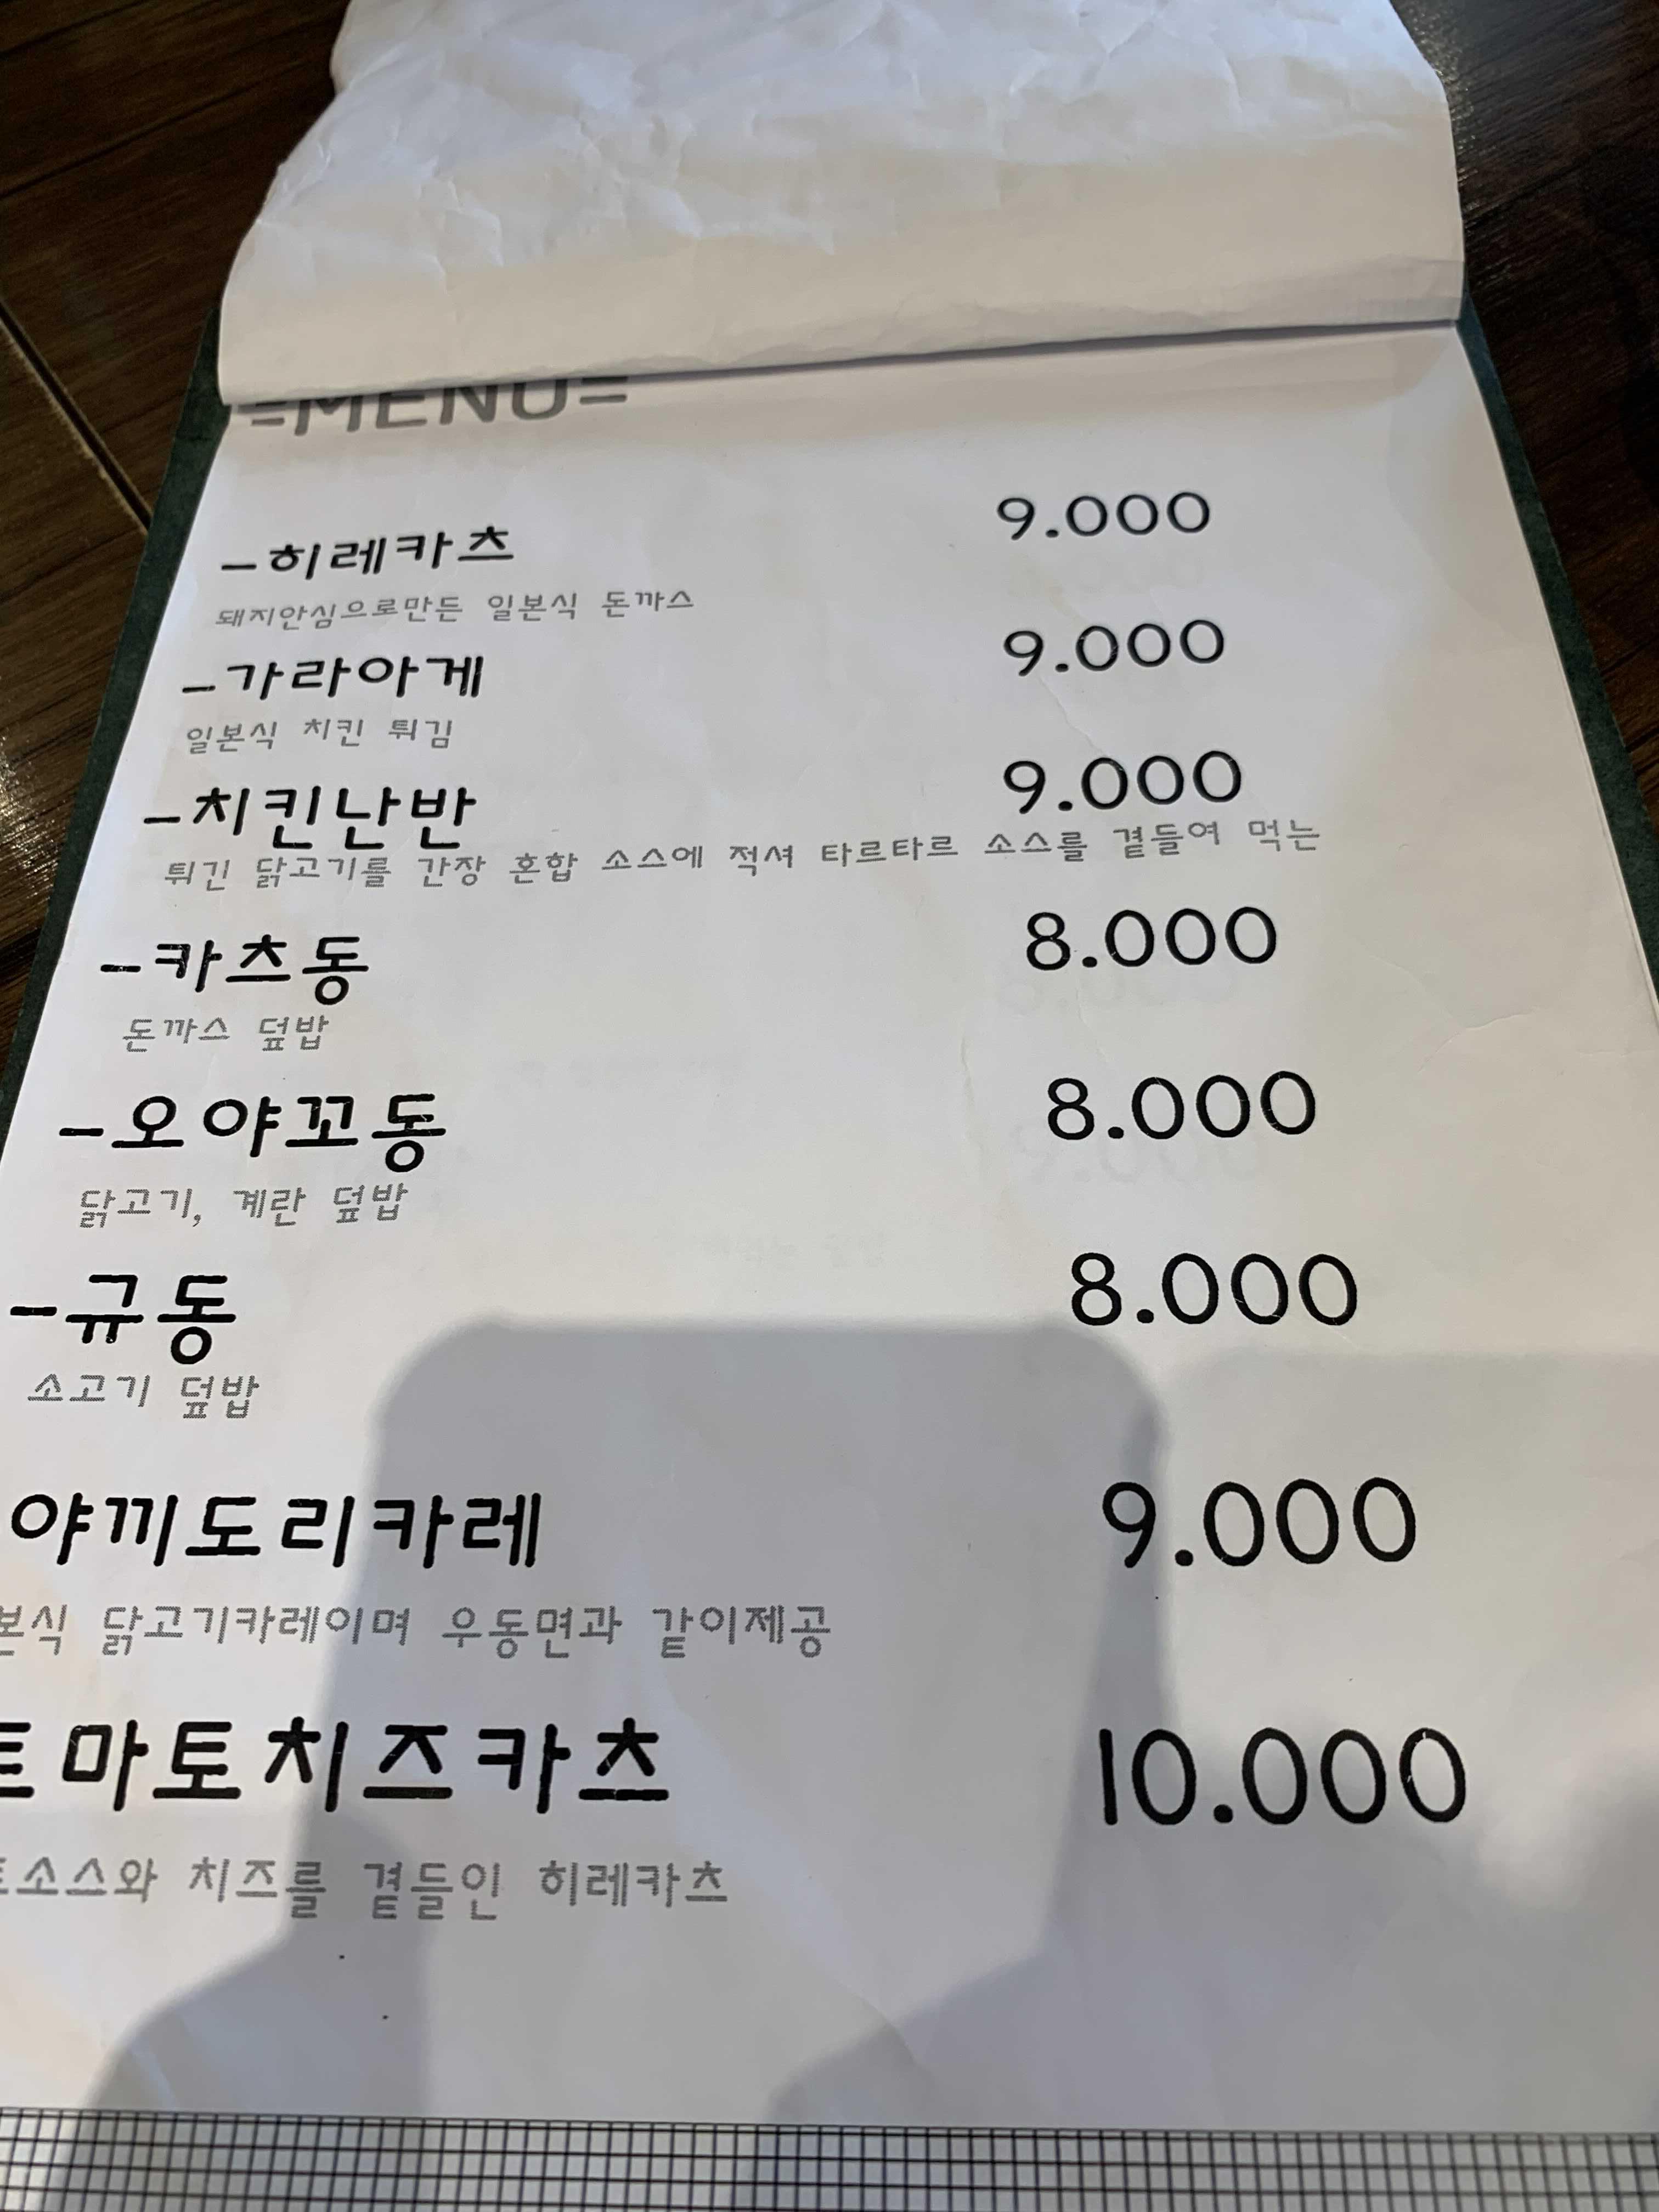 =MENU=
-히레카츠 9.000
돼지안심으로만든 일본식 돈까스
-가라아게 9.000
일본식 치킨 튀김
-치킨난반 9.000
튀긴 닭고기를 간장 혼합 소스에 적셔 타르타르 소스를 곁들여 먹는
-카츠동 8.000
돈까스 덮밥
-오야꼬동 8.000
닭고기, 계란 덮밥
-규동 8.000
소고기 덮밥
야끼도리카레 9.000
본식 닭고기카레이며 우동면과 같이제공
토마토치즈카츠 10.000
토소스와 치즈를 곁들인 히레카츠